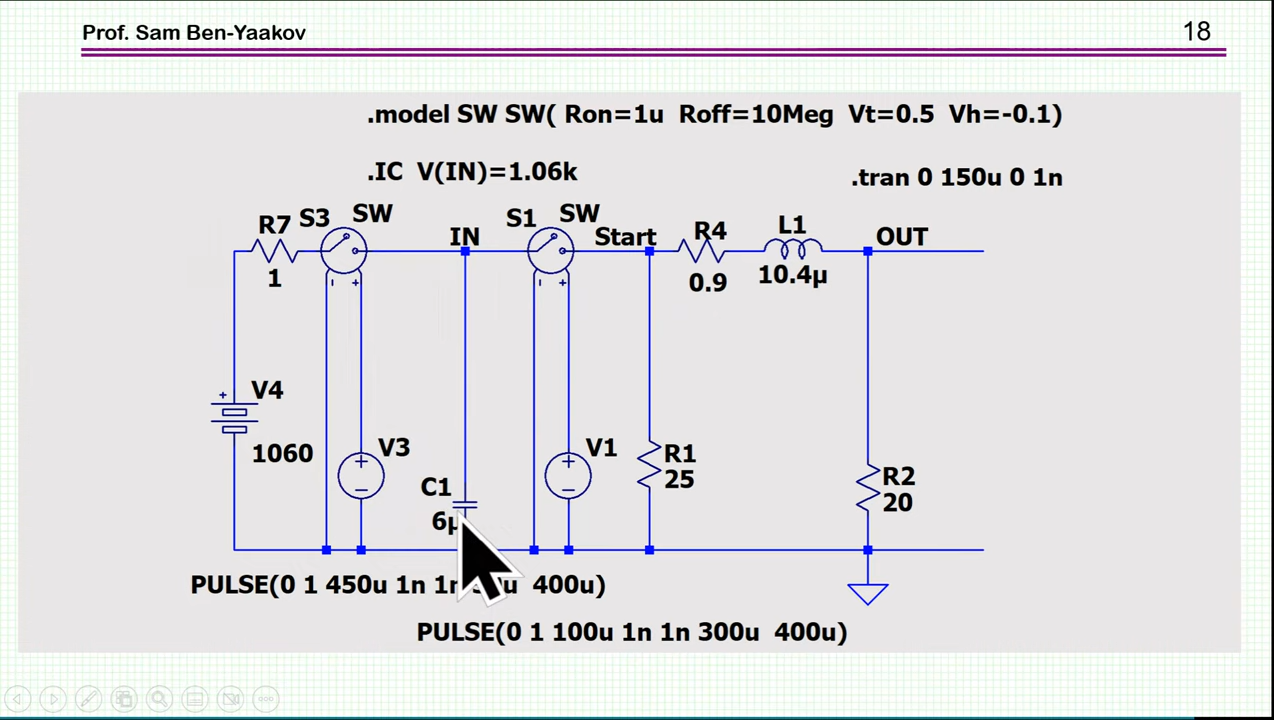 Prof. Sam Ben-Yaakov
18
.model SW SW( Ron=1u Roff=10Meg Vt=0.5 Vh=-0.1)
.IC V(IN)=1.06k
.tran 0 150u 0 1n
R7 S3 SW
IN
S1 SW
Start
R4
L1
OUT
1
0.9
10.4µ
V4
1060
V3
C1
6µ
V1
R1
25
R2
20
PULSE(0 1 450u 1n 400u)
PULSE(0 1 100u 1n 1n 300u 400u)